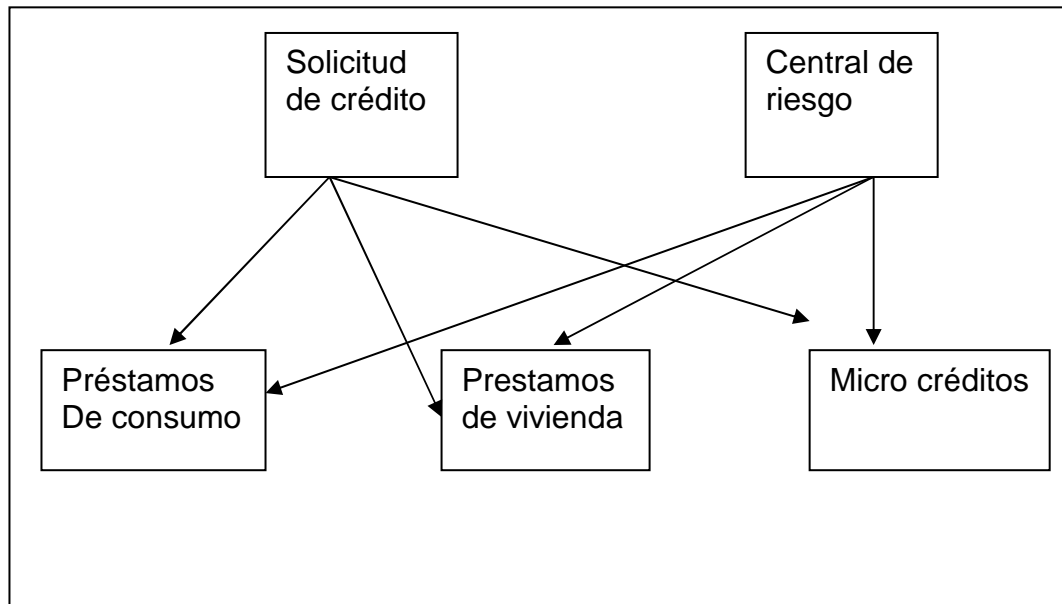 Solicitud
de crédito
Central de
riesgo
Préstamos
De consumo
Prestamos
de vivienda
Micro créditos